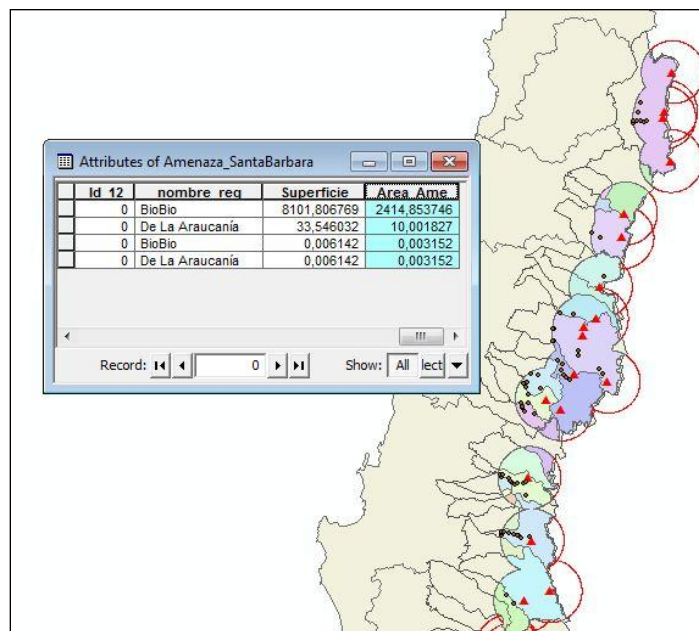 Attributes of Amenaza_SantaBarbara
Id_12 nombre_reg Superficie Area_Ame
0 BioBio 8101,806769 2414,853746
0 De La Araucanía 33,546032 10,001827
0 BioBio 0,006142 0,003152
0 De La Araucanía 0,006142 0,003152
Record: 0 Show: All lect